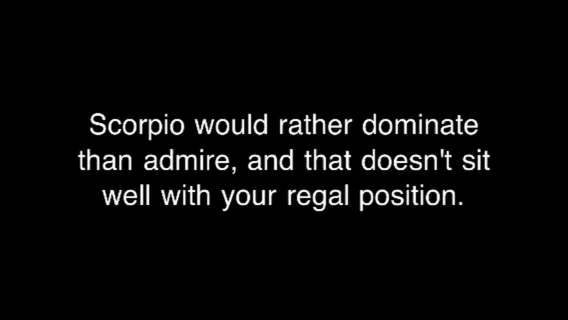 Scorpio would rather dominate
than admire, and that doesn't sit
well with your regal position.